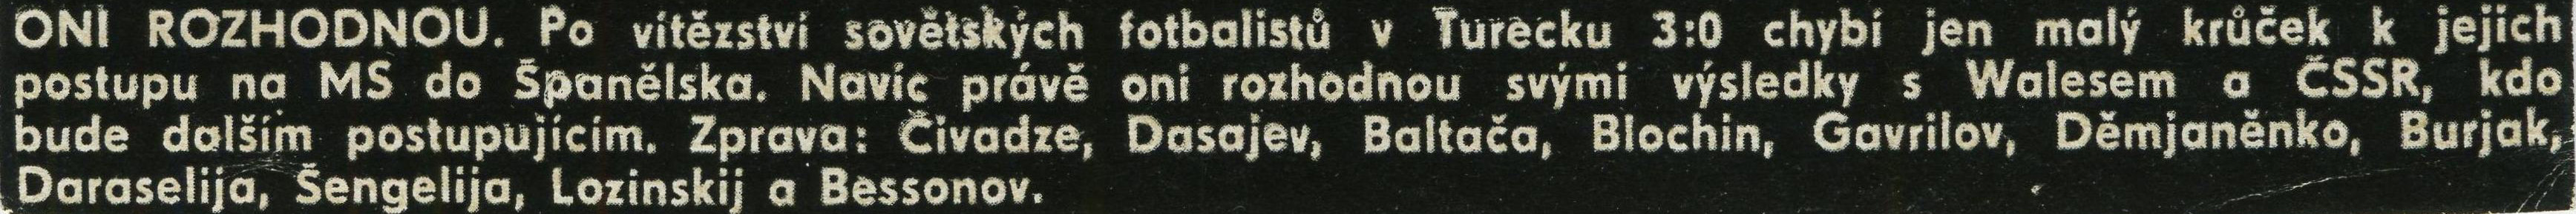 ONI ROZHODNOU. Po vítězství sovětských fotbalistů v Turecku 3:0 chybí jen malý krůček k jejich
postupu na MS do Španělska. Navíc právě oni rozhodnou svými výsledky s Walesem a ČSSR, kdo
bude dalším postupujícím. Zprava: Čivadze, Dasajev, Baltača, Blochin, Gavrilov, Děmjaněnko, Burjak,
Daraselija, Šengelija, Lozinskij a Bessonov.